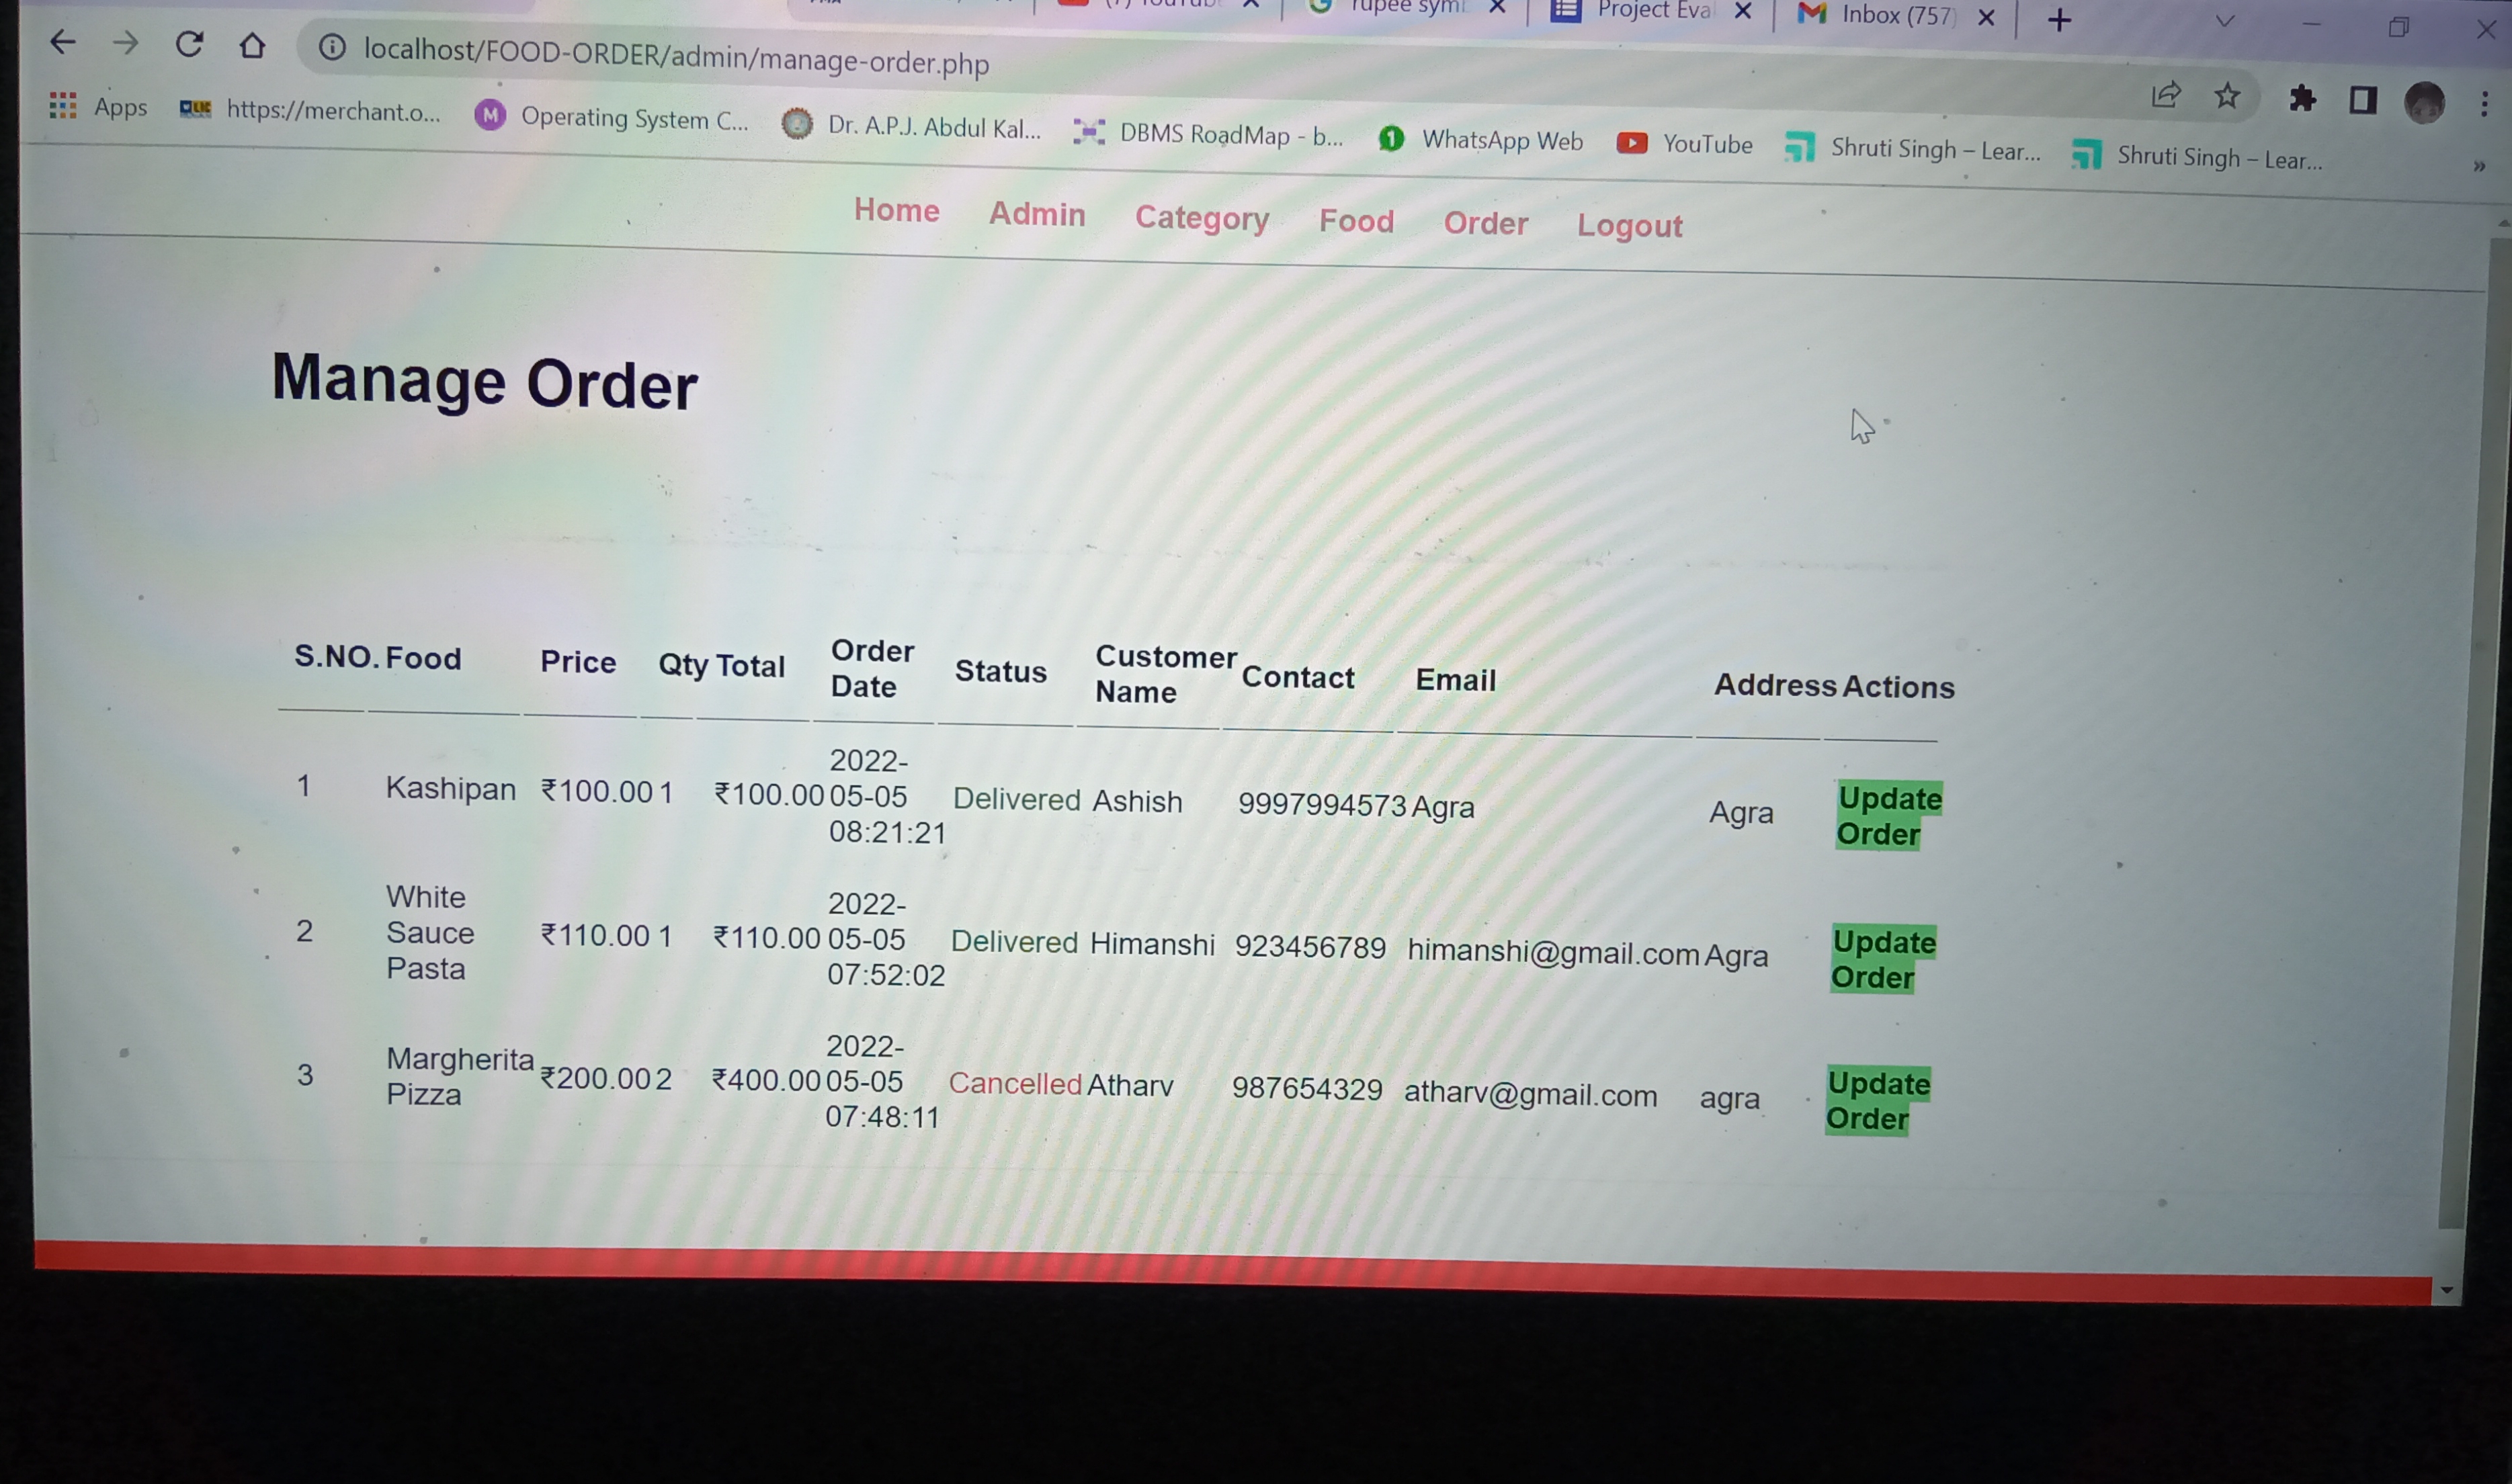 rupee sym
Project Eva
Inbox (757)
localhost/FOOD-ORDER/admin/manage-order.php
Apps https://merchant.o... Operating System C... Dr. A.P.J. Abdul Kal... DBMS RoadMap - b... 1 WhatsApp Web YouTube Shruti Singh – Lear... Shruti Singh – Lear... »
Home Admin Category Food Order Logout
Manage Order
S.NO. Food Price Qty Total Order Date Status Customer Name Contact Email Address Actions
1 Kashipan ₹100.00 1 ₹100.00 2022-05-05 08:21:21 Delivered Ashish 9997994573 Agra Agra Update Order
2 White Sauce Pasta ₹110.00 1 ₹110.00 2022-05-05 07:52:02 Delivered Himanshi 923456789 himanshi@gmail.com Agra Update Order
3 Margherita Pizza ₹200.00 2 ₹400.00 2022-05-05 07:48:11 Cancelled Atharv 987654329 atharv@gmail.com agra Update Order